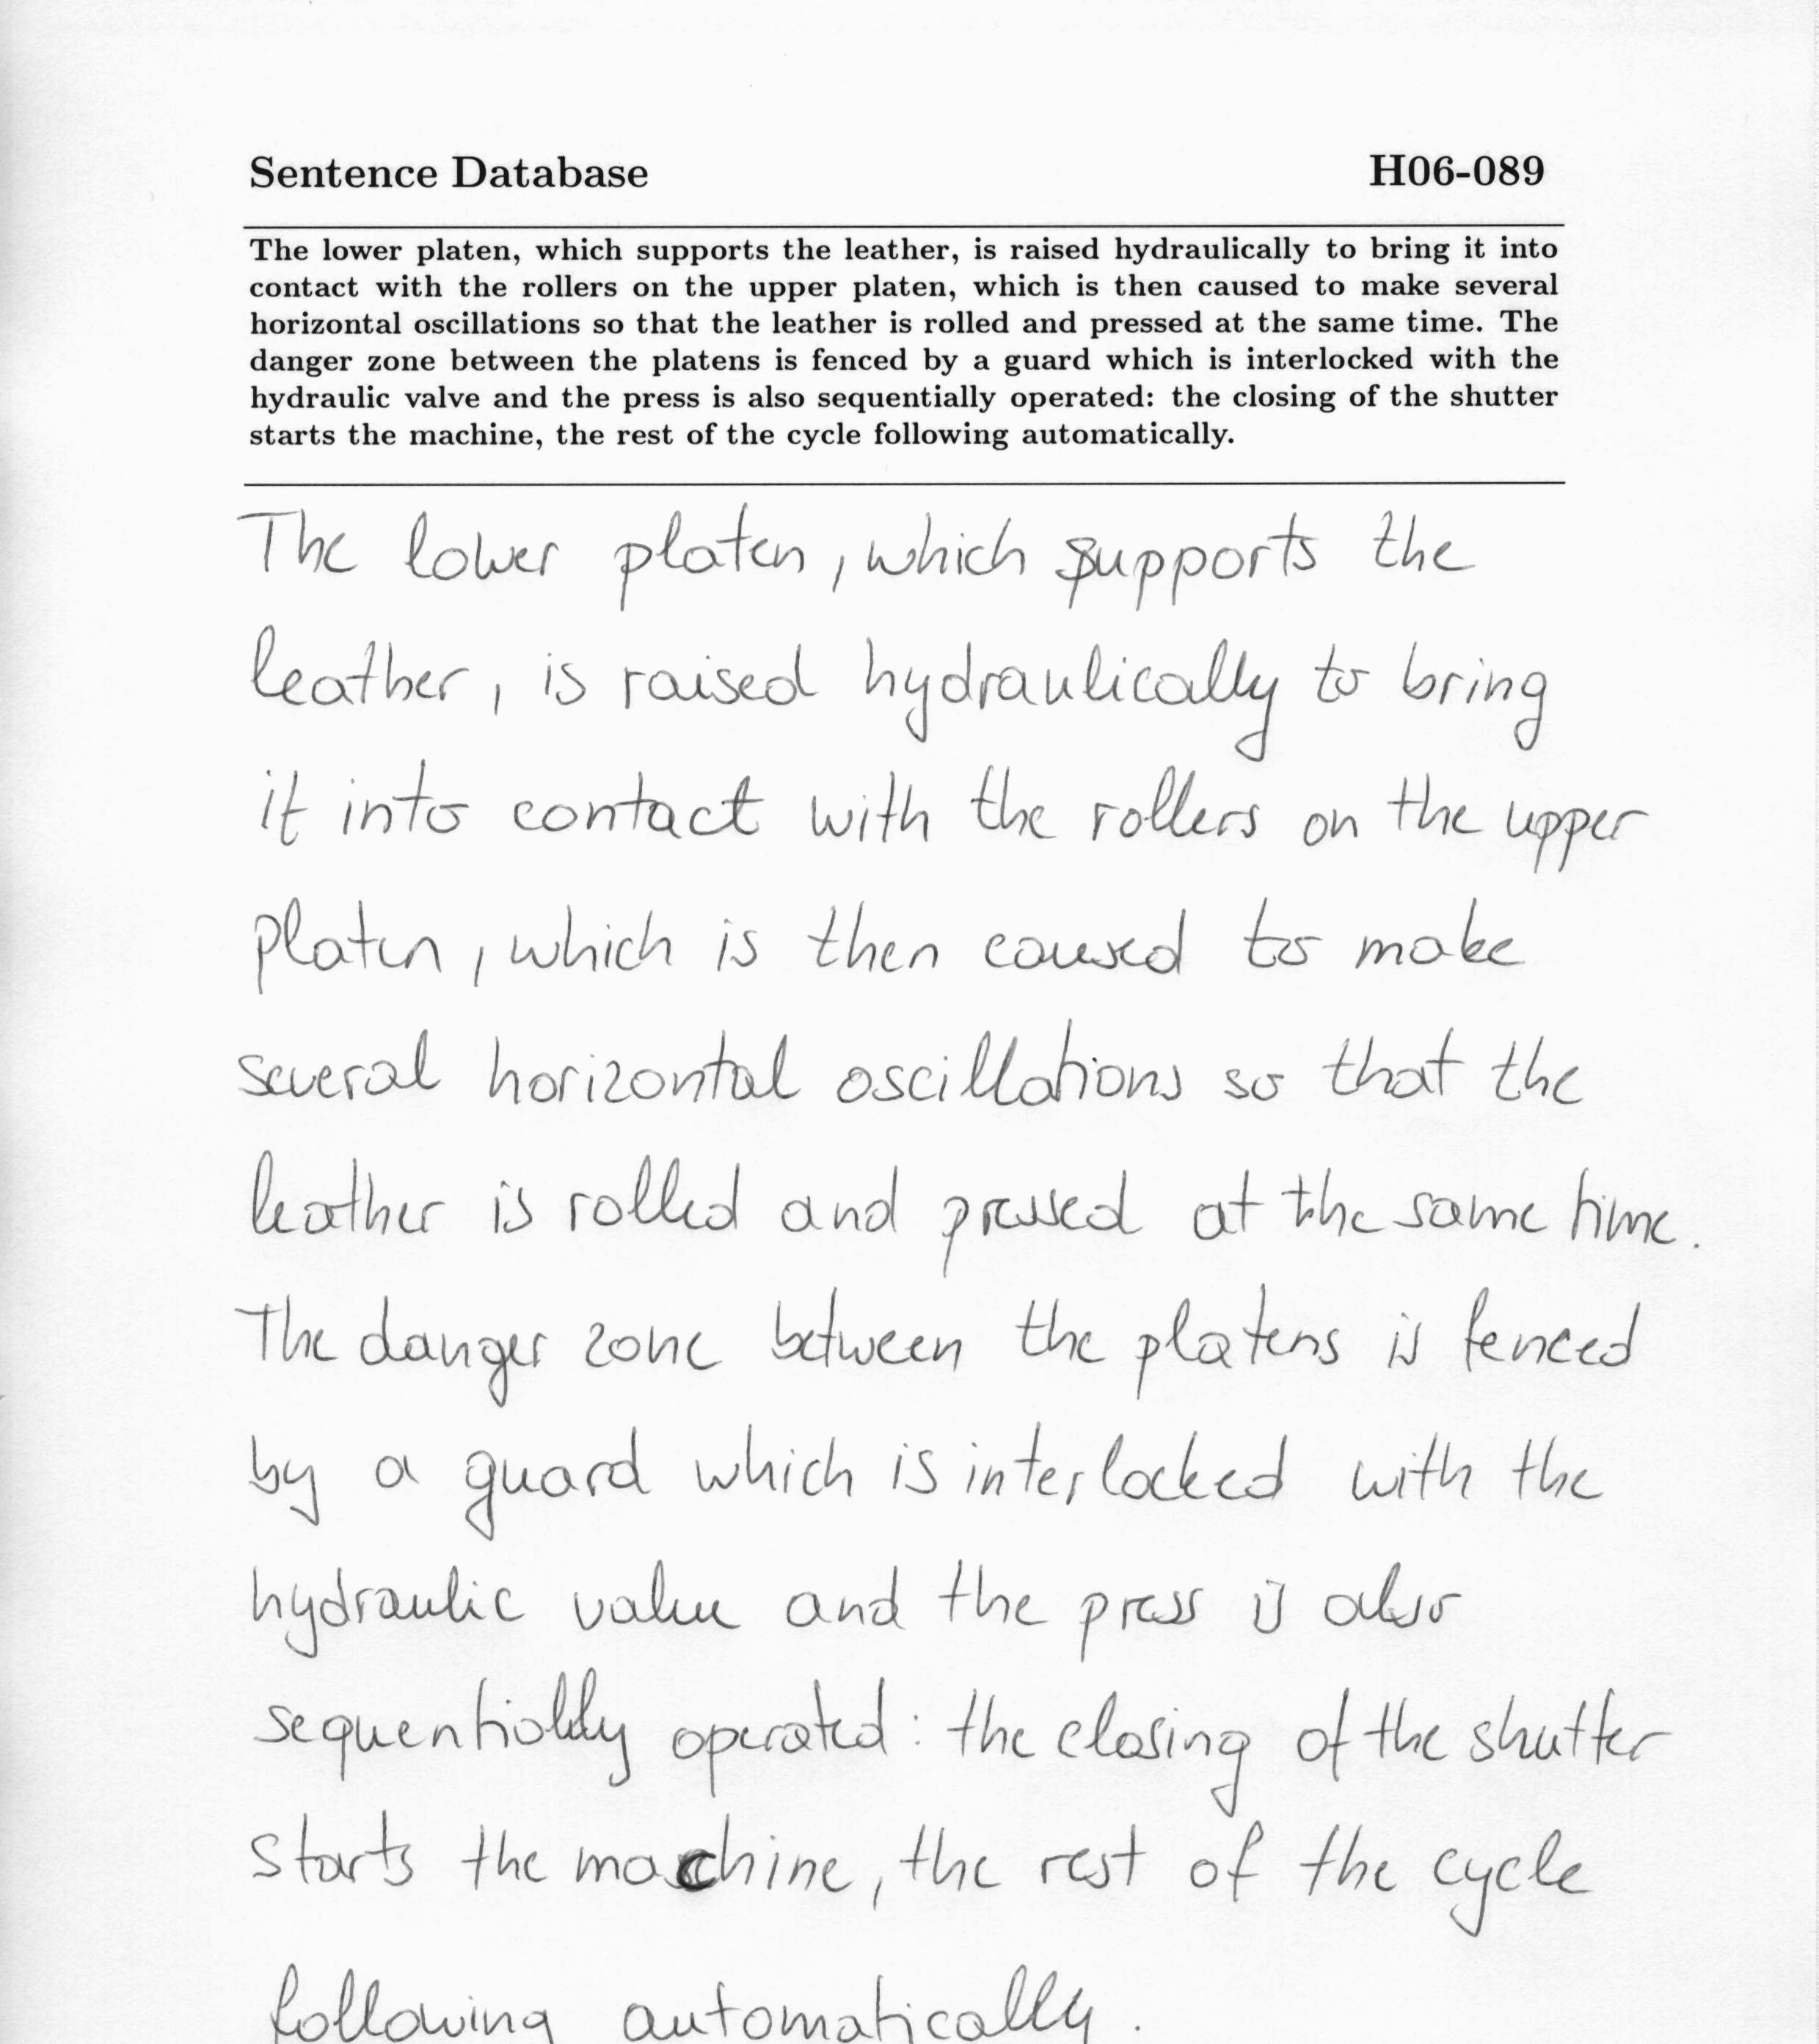 Sentence Database H06-089
The lower platen, which supports the leather, is raised hydraulically to bring it into
contact with the rollers on the upper platen, which is then caused to make several
horizontal oscillations so that the leather is rolled and pressed at the same time. The
danger zone between the platens is fenced by a guard which is interlocked with the
hydraulic valve and the press is also sequentially operated: the closing of the shutter
starts the machine, the rest of the cycle following automatically.
The lower platen, which supports the
leather, is raised hydraulically to bring
it into contact with the rollers on the upper
platen, which is then caused to make
several horizontal oscillations so that the
leather is rolled and pressed at the same time.
The danger zone between the platens is fenced
by a guard which is interlocked with the
hydraulic valve and the press is also
sequentially operated: the closing of the shutter
starts the machine, the rest of the cycle
following automatically.